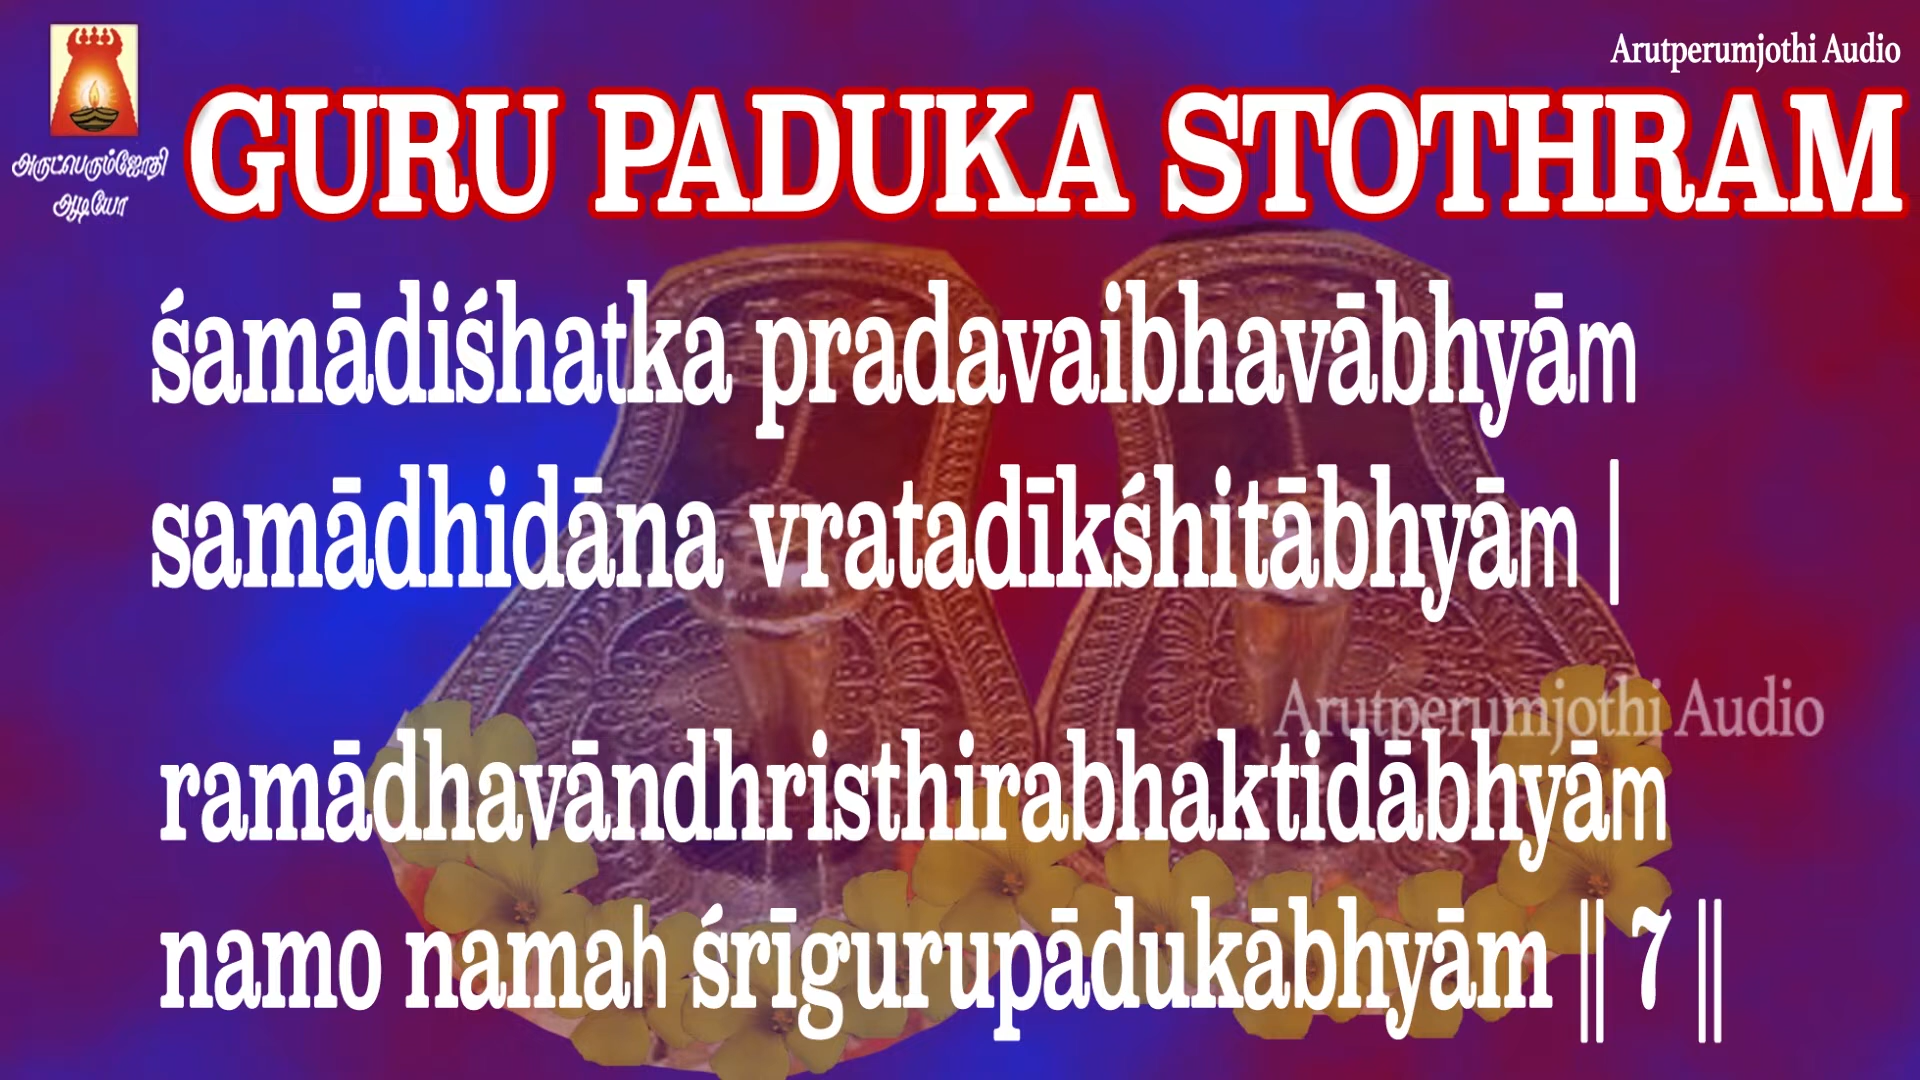 Arutperumjothi Audio
GURU PADUKA STOTHRAM
அருட்பெரும்ஜோதி
ஆடியோ
śamādiśhatka pradavaibhavābhyām
samādhidāna vratadīkśhitābhyām |
Arutperumjothi Audio
ramādhavāndhristhirabhaktidābhyām
namo namah śrīgurupādukābhyām || 7 ||